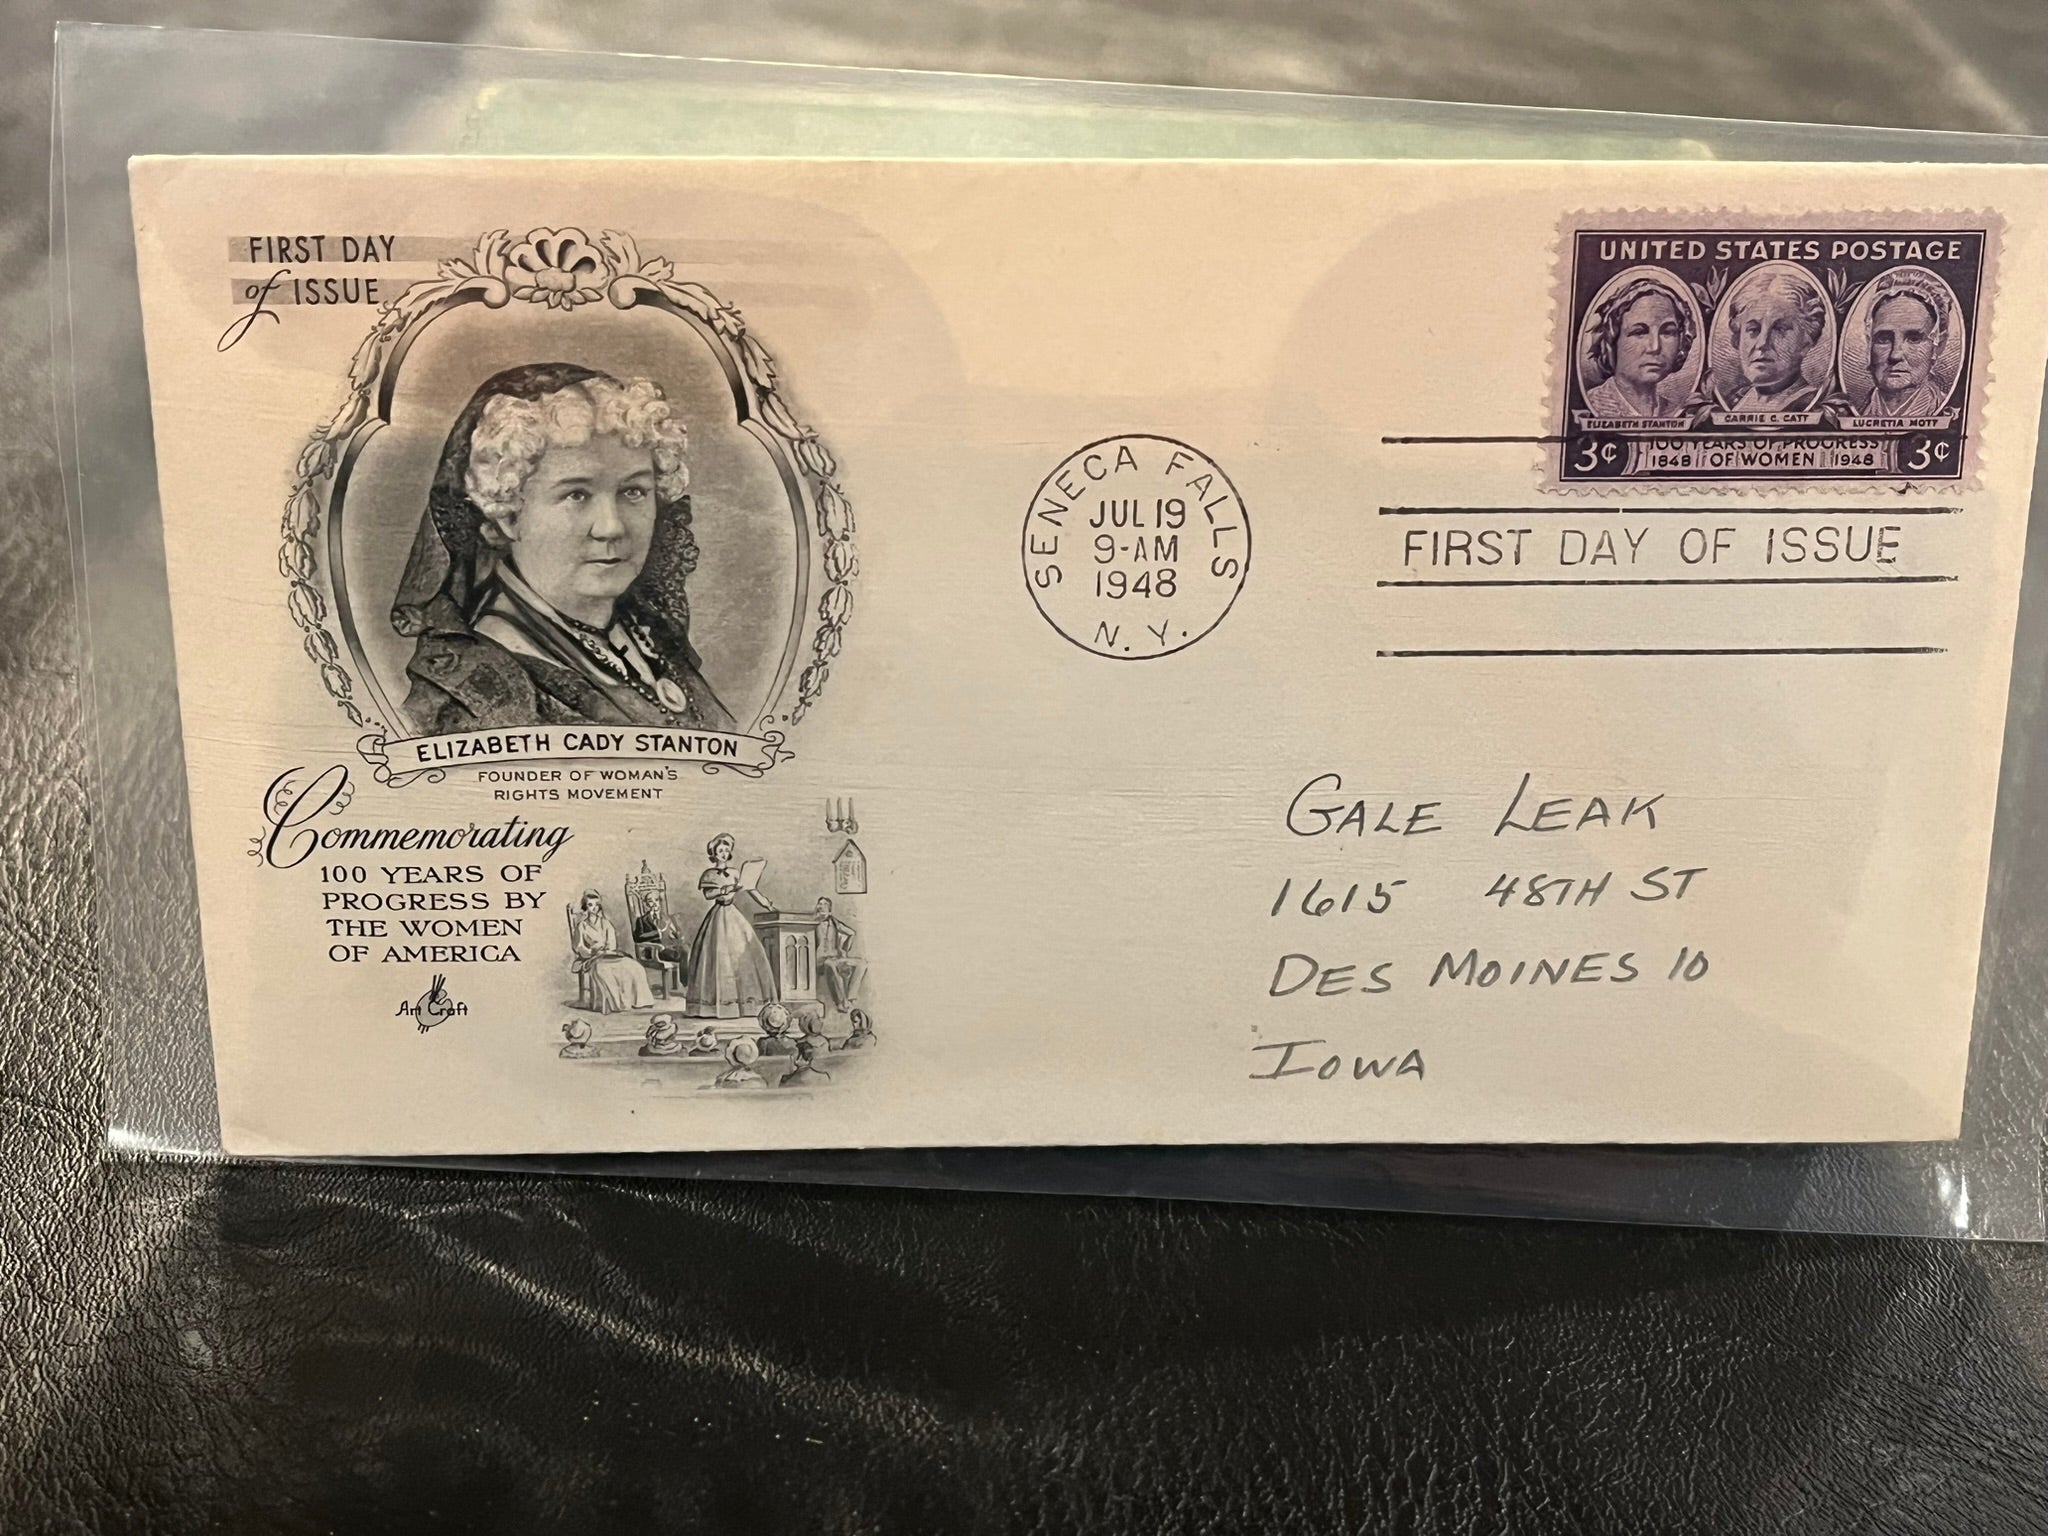 FIRST DAY
of ISSUE
ELIZABETH CADY STANTON
FOUNDER OF WOMAN'S
RIGHTS MOVEMENT
Commemorating
100 YEARS OF
PROGRESS BY
THE WOMEN
OF AMERICA
Art Craft
SENECA FALLS
JUL 19
9-AM
1948
N. Y.
UNITED STATES POSTAGE
ELIZABETH STANTON
CARRIE C. CATT
LUCRETIA MOTT
3¢ 100 YEARS OF PROGRESS 3¢
1848 OF WOMEN 1948
FIRST DAY OF ISSUE
GALE LEAK
1615 48TH ST
DES MOINES 10
IOWA